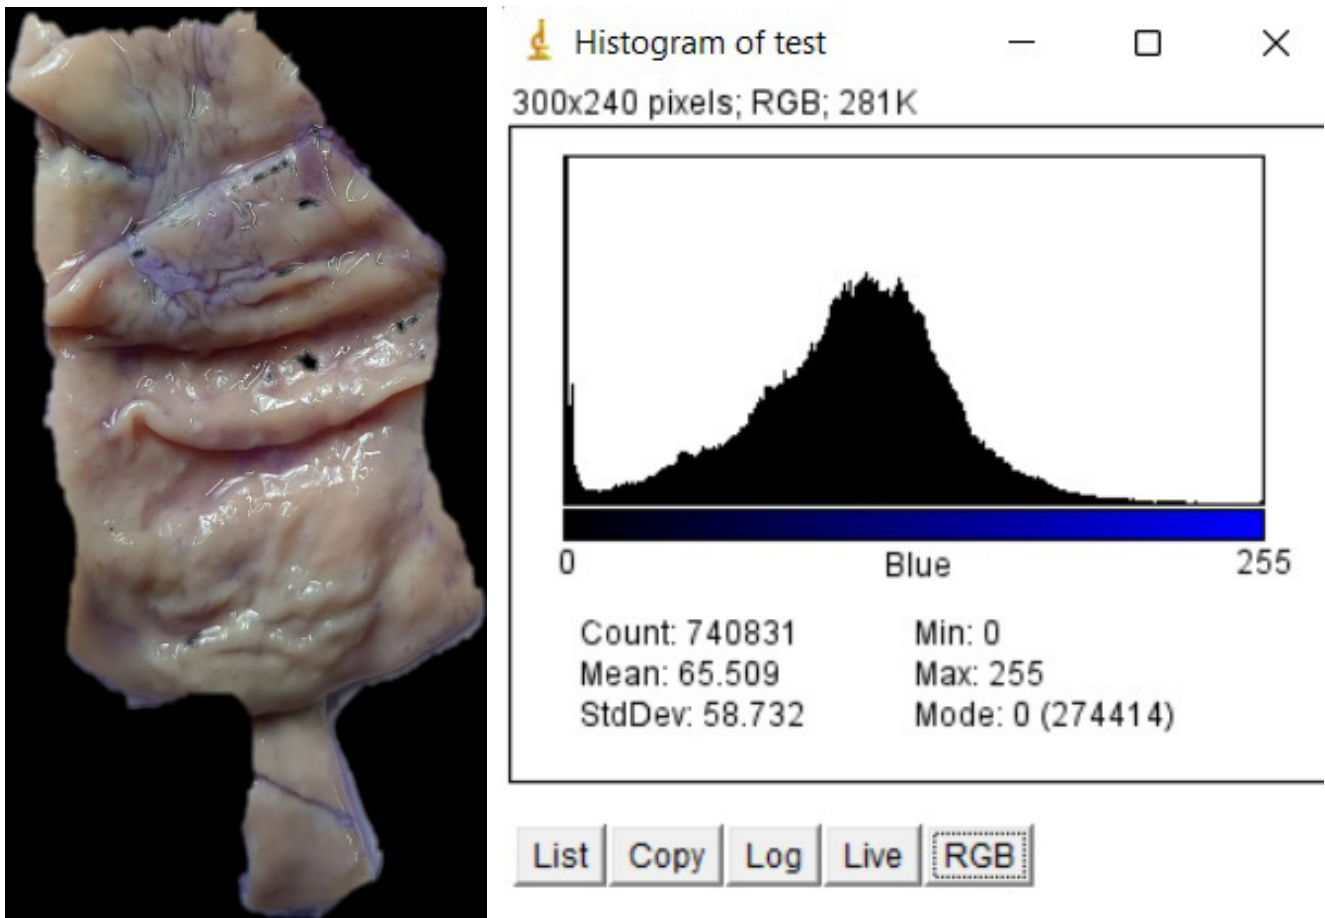 Histogram of test
300x240 pixels; RGB; 281K
0 Blue 255
Count: 740831 Min: 0
Mean: 65.509 Max: 255
StdDev: 58.732 Mode: 0 (274414)
List Copy Log Live RGB